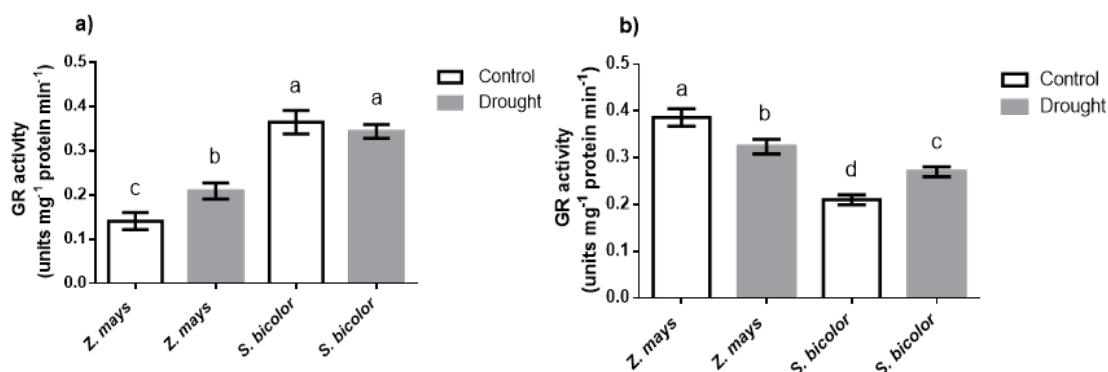 a)
GR activity
(units mg⁻¹ protein min⁻¹)
0.5
0.4
0.3
0.2
0.1
0.0
c
b
a
a
Z. mays
Z. mays
S. bicolor
S. bicolor
Control
Drought
b)
GR activity
(units mg⁻¹ protein min⁻¹)
0.5
0.4
0.3
0.2
0.1
0.0
a
b
d
c
Z. mays
Z. mays
S. bicolor
S. bicolor
Control
Drought